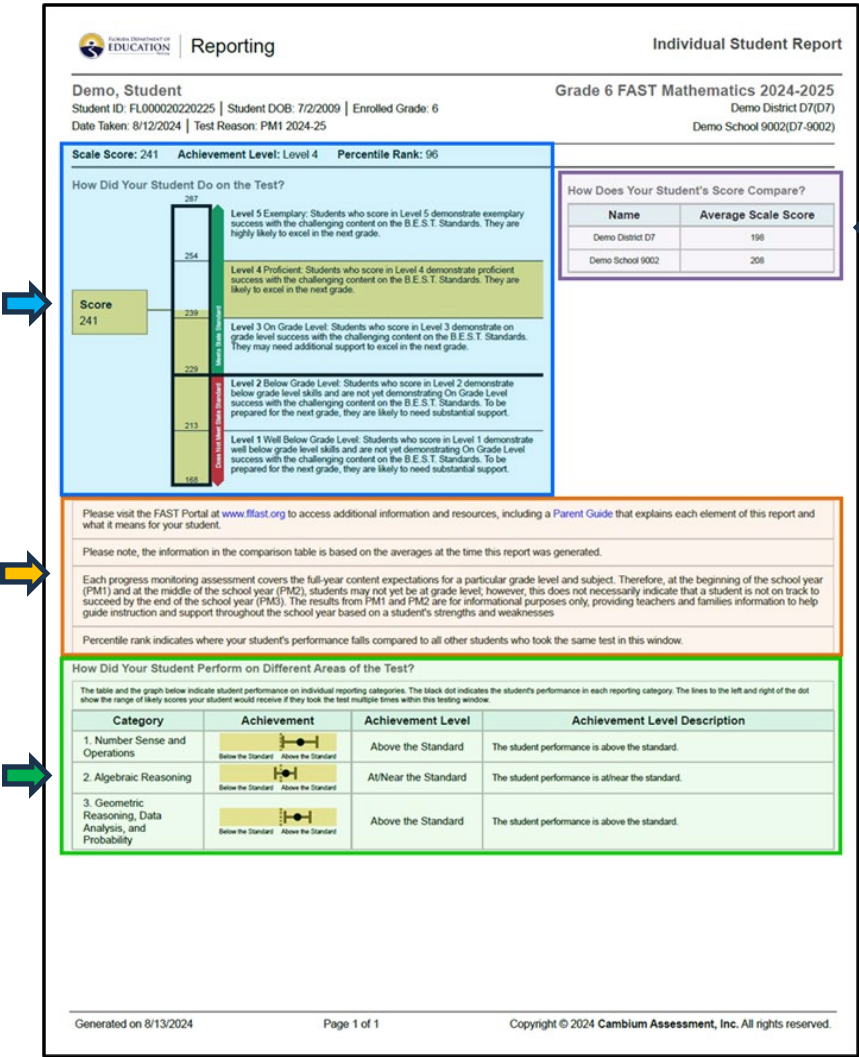 FLORIDA DEPARTMENT OF
EDUCATION
Reporting
Individual Student Report
Demo, Student
Student ID: FL000020220225 | Student DOB: 7/2/2009 | Enrolled Grade: 6
Date Taken: 8/12/2024 | Test Reason: PM1 2024-25
Grade 6 FAST Mathematics 2024-2025
Demo District D7(D7)
Demo School 9002(D7-9002)
Scale Score: 241 Achievement Level: Level 4 Percentile Rank: 96
How Did Your Student Do on the Test?
287
Level 5 Exemplary: Students who score in Level 5 demonstrate exemplary
success with the challenging content on the B.E.S.T. Standards. They are
highly likely to excel in the next grade.
254
Level 4 Proficient: Students who score in Level 4 demonstrate proficient
success with the challenging content on the B.E.S.T. Standards. They are
likely to excel in the next grade.
Score
241
239
Meets State Standard
Level 3 On Grade Level: Students who score in Level 3 demonstrate on
grade level success with the challenging content on the B.E.S.T. Standards.
They may need additional support to excel in the next grade.
229
Level 2 Below Grade Level: Students who score in Level 2 demonstrate
below grade level skills and are not yet demonstrating On Grade Level
success with the challenging content on the B.E.S.T. Standards. To be
prepared for the next grade, they are likely to need substantial support.
213
Does Not Meet State Standard
Level 1 Well Below Grade Level: Students who score in Level 1 demonstrate
well below grade level skills and are not yet demonstrating On Grade Level
success with the challenging content on the B.E.S.T. Standards. To be
prepared for the next grade, they are likely to need substantial support.
168
How Does Your Student's Score Compare?
Name Average Scale Score
Demo District D7 198
Demo School 9002 208
Please visit the FAST Portal at www.flfast.org to access additional information and resources, including a Parent Guide that explains each element of this report and
what it means for your student.
Please note, the information in the comparison table is based on the averages at the time this report was generated.
Each progress monitoring assessment covers the full-year content expectations for a particular grade level and subject. Therefore, at the beginning of the school year
(PM1) and at the middle of the school year (PM2), students may not yet be at grade level; however, this does not necessarily indicate that a student is not on track to
succeed by the end of the school year (PM3). The results from PM1 and PM2 are for informational purposes only, providing teachers and families information to help
guide instruction and support throughout the school year based on a student's strengths and weaknesses
Percentile rank indicates where your student's performance falls compared to all other students who took the same test in this window.
How Did Your Student Perform on Different Areas of the Test?
The table and the graph below indicate student performance on individual reporting categories. The black dot indicates the student's performance in each reporting category. The lines to the left and right of the dot
show the range of likely scores your student would receive if they took the test multiple times within this testing window.
Category Achievement Achievement Level Achievement Level Description
1. Number Sense and
Operations
Below the Standard Above the Standard
Above the Standard
The student performance is above the standard.
2. Algebraic Reasoning
Below the Standard Above the Standard
At/Near the Standard
The student performance is at/near the standard.
3. Geometric
Reasoning, Data
Analysis, and
Probability
Below the Standard Above the Standard
Above the Standard
The student performance is above the standard.
Generated on 8/13/2024
Page 1 of 1
Copyright © 2024 Cambium Assessment, Inc. All rights reserved.